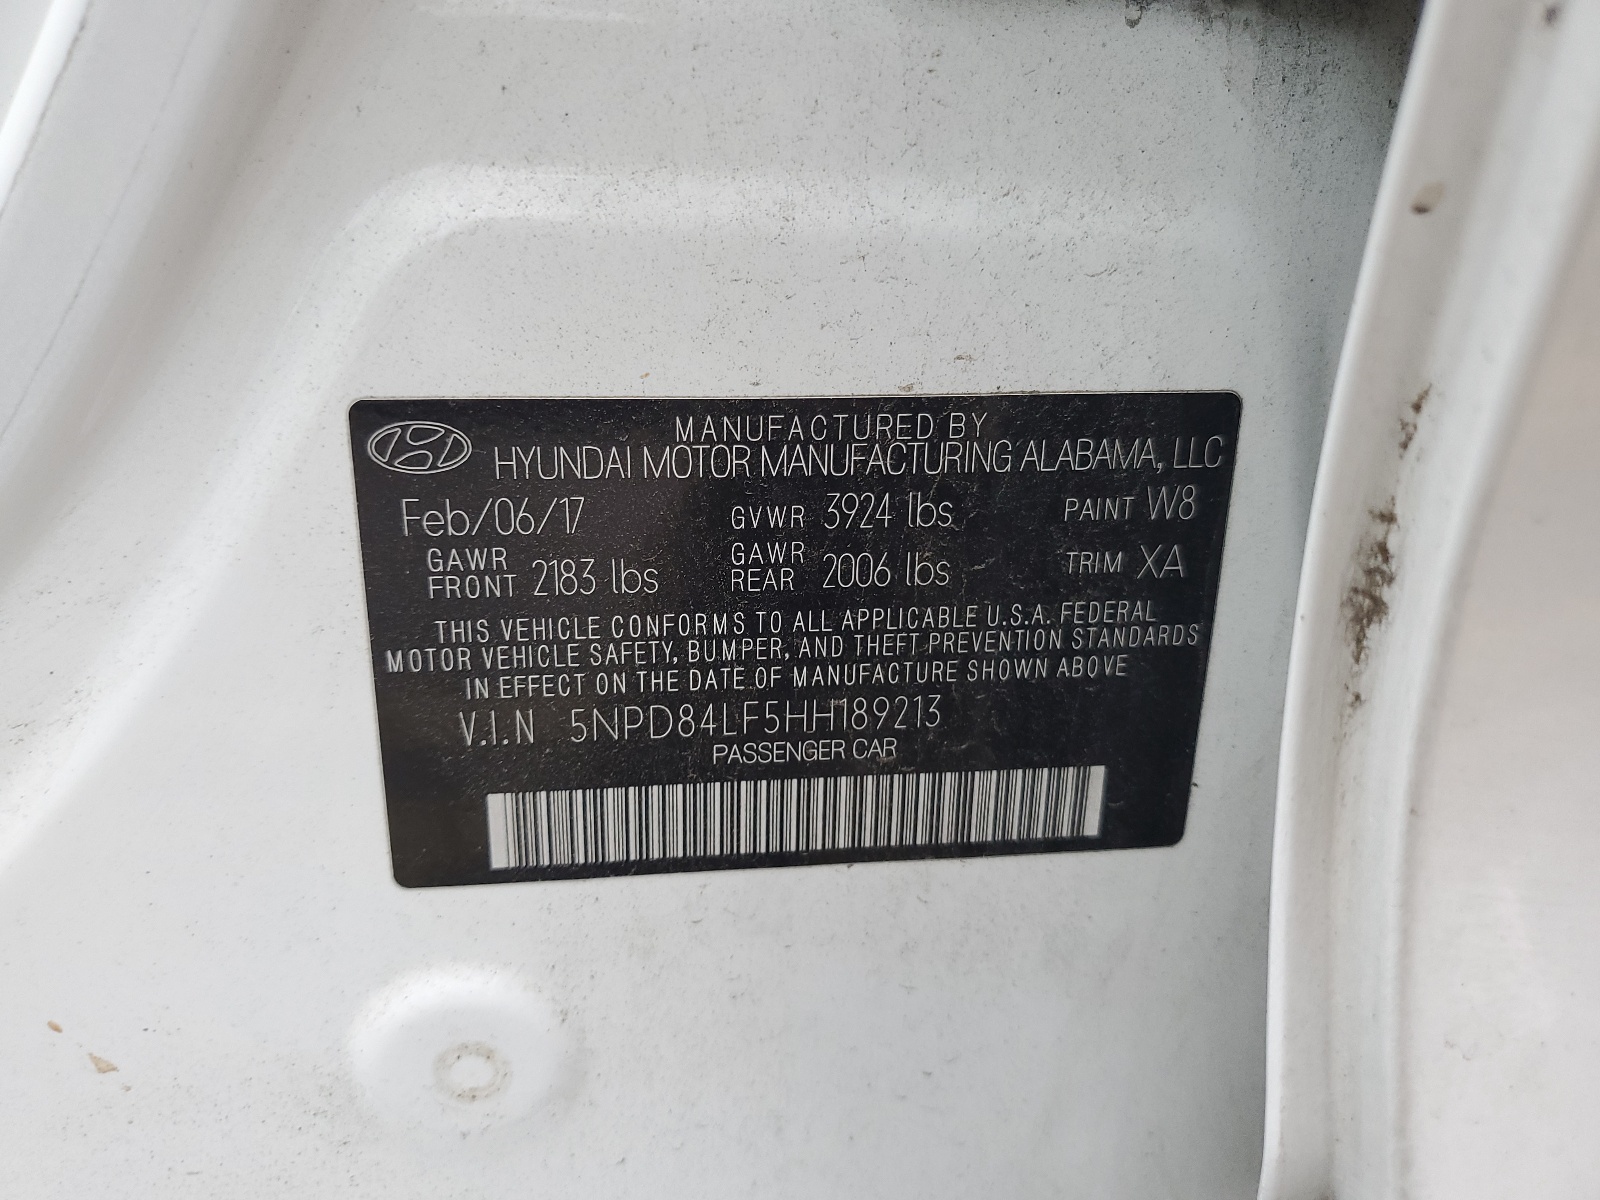 MANUFACTURED BY
HYUNDAI MOTOR MANUFACTURING ALABAMA, LLC
Feb/06/17 GVWR 3924 lbs PAINT W8
GAWR FRONT 2183 lbs GAWR REAR 2006 lbs TRIM XA
THIS VEHICLE CONFORMS TO ALL APPLICABLE U.S.A. FEDERAL
MOTOR VEHICLE SAFETY, BUMPER, AND THEFT PREVENTION STANDARDS
IN EFFECT ON THE DATE OF MANUFACTURE SHOWN ABOVE
V.I.N 5NPD84LF5HH189213
PASSENGER CAR